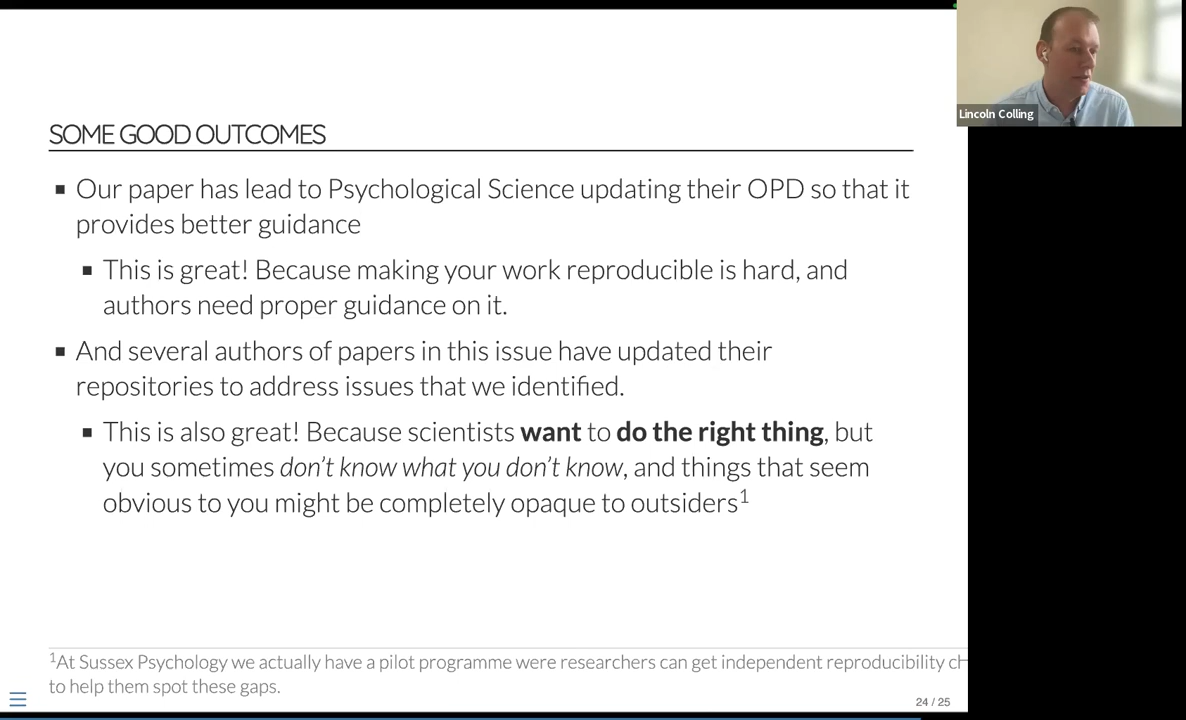 Lincoln Colling
SOME GOOD OUTCOMES
Our paper has lead to Psychological Science updating their OPD so that it
provides better guidance
This is great! Because making your work reproducible is hard, and
authors need proper guidance on it.
And several authors of papers in this issue have updated their
repositories to address issues that we identified.
This is also great! Because scientists want to do the right thing, but
you sometimes don't know what you don't know, and things that seem
obvious to you might be completely opaque to outsiders1
1At Sussex Psychology we actually have a pilot programme were researchers can get independent reproducibility
to help them spot these gaps.
24 / 25